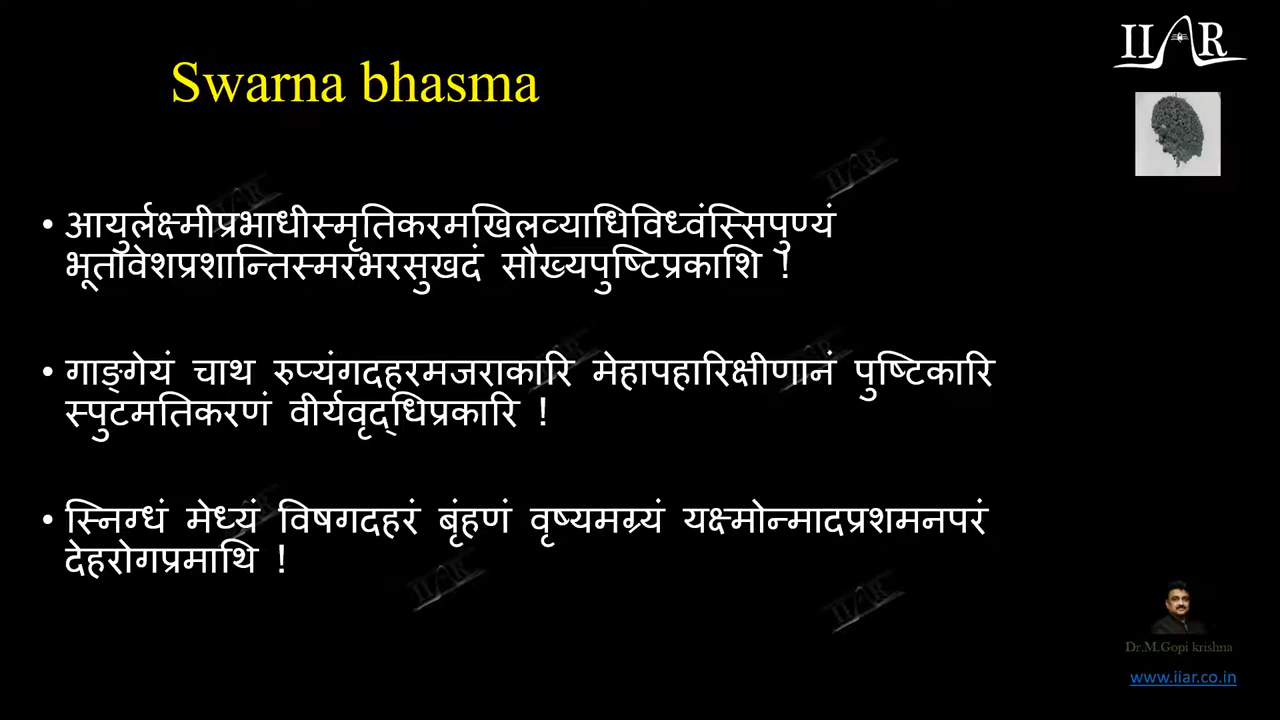 IIAR
Swarna bhasma
• आयुर्लक्ष्मीप्रभाधीस्मृतिकरमखिलव्याधिविध्वंस्सिपुण्यं
भूतावेशप्रशान्तिस्मरभरसुखदं सौख्यपुष्टिप्रकाशि !
• गाङ्गेयं चाथ रुप्यंगदहरमजराकारि मेहापहारिक्षीणानं पुष्टिकारि
स्पुटमतिकरणं वीर्यवृद्धिप्रकारि !
• स्निग्धं मेध्यं विषगदहरं बृंहणं वृष्यमग्र्यं यक्ष्मोन्मादप्रशमनपरं
देहरोगप्रमाथि !
Dr.M.Gopi krishna
www.iiar.co.in